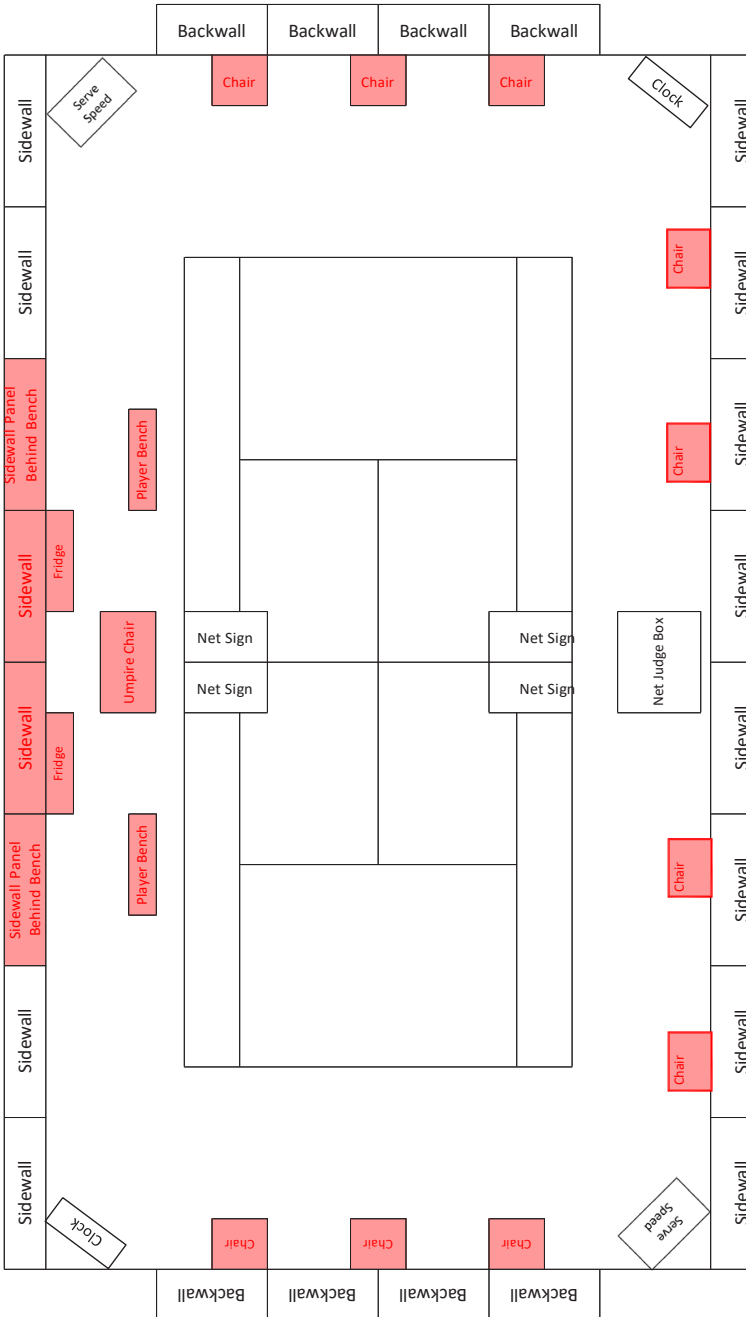 Backwall
Backwall
Backwall
Backwall
Chair
Chair
Chair
Serve
Speed
Clock
Sidewall
Sidewall
Sidewall
Sidewall
Chair
Sidewall Panel
Behind Bench
Player Bench
Chair
Sidewall
Sidewall
Fridge
Sidewall
Umpire Chair
Net Sign
Net Sign
Net Judge Box
Net Sign
Net Sign
Sidewall
Sidewall
Fridge
Sidewall Panel
Behind Bench
Player Bench
Chair
Sidewall
Sidewall
Chair
Sidewall
Sidewall
Clock
Serve
Speed
Sidewall
Chair
Chair
Chair
Backwall
Backwall
Backwall
Backwall